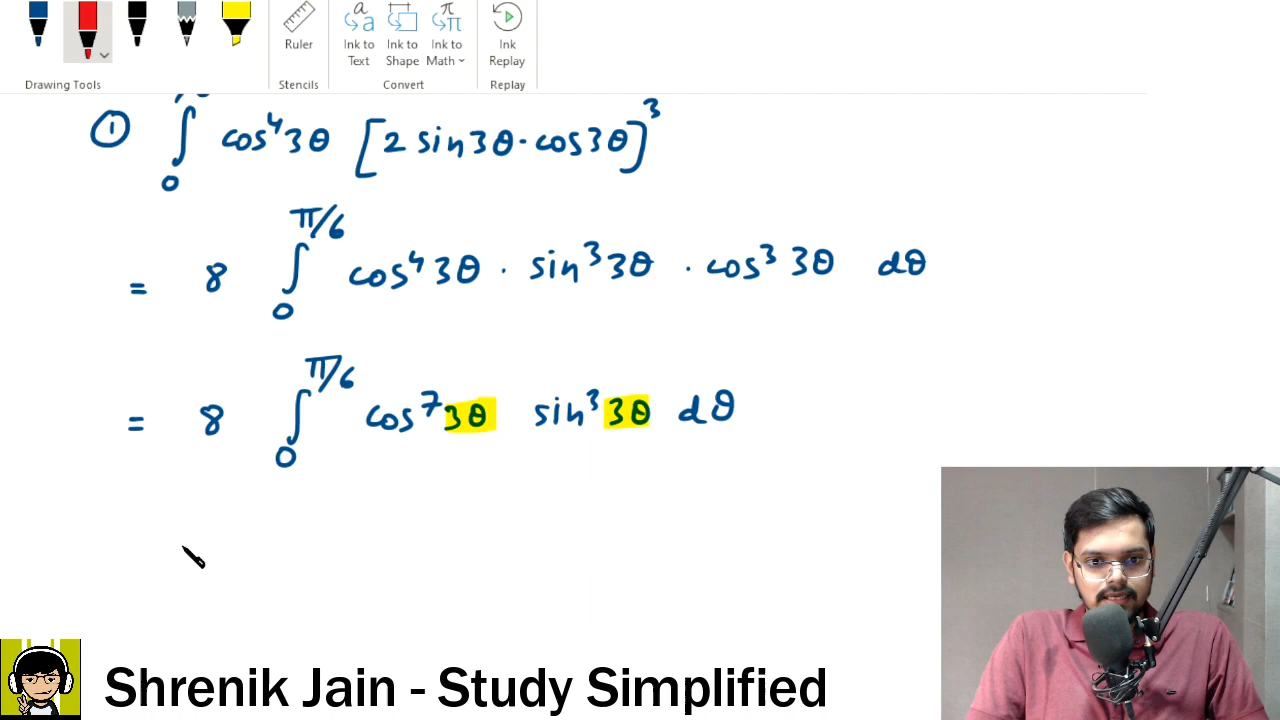 Ruler
Ink to Text
Ink to Shape
Ink to Math
Ink Replay
Drawing Tools
Stencils
Convert
Replay
① ∫₀ cos⁴3θ [2 sin3θ·cos3θ]³
= 8 ∫₀^(π/6) cos⁴3θ · sin³3θ · cos³3θ dθ
= 8 ∫₀^(π/6) cos⁷3θ sin³3θ dθ
Shrenik Jain - Study Simplified